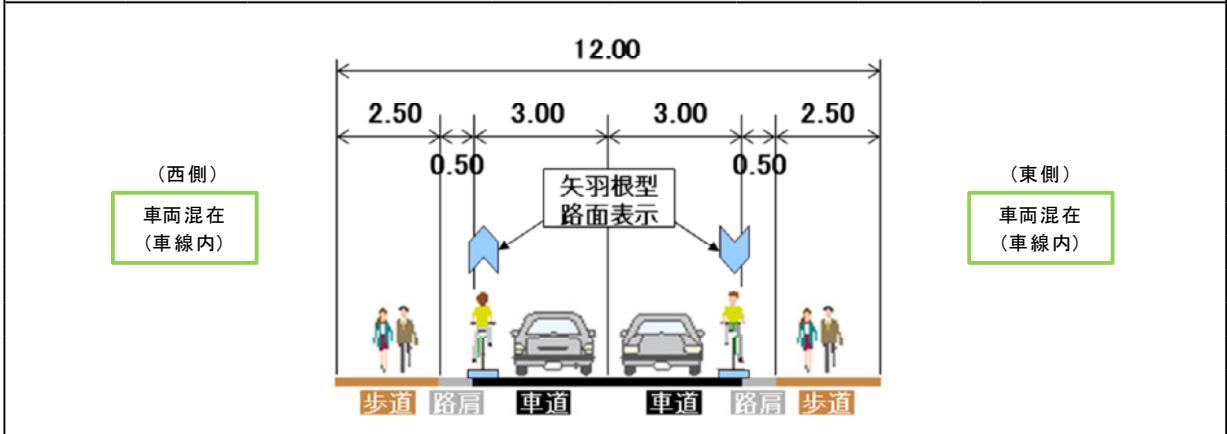 12.00
2.50
3.00
3.00
2.50
0.50
0.50
(西側)
車両混在
(車線内)
矢羽根型
路面表示
(東側)
車両混在
(車線内)
歩道 路肩 車道 車道 路肩 歩道